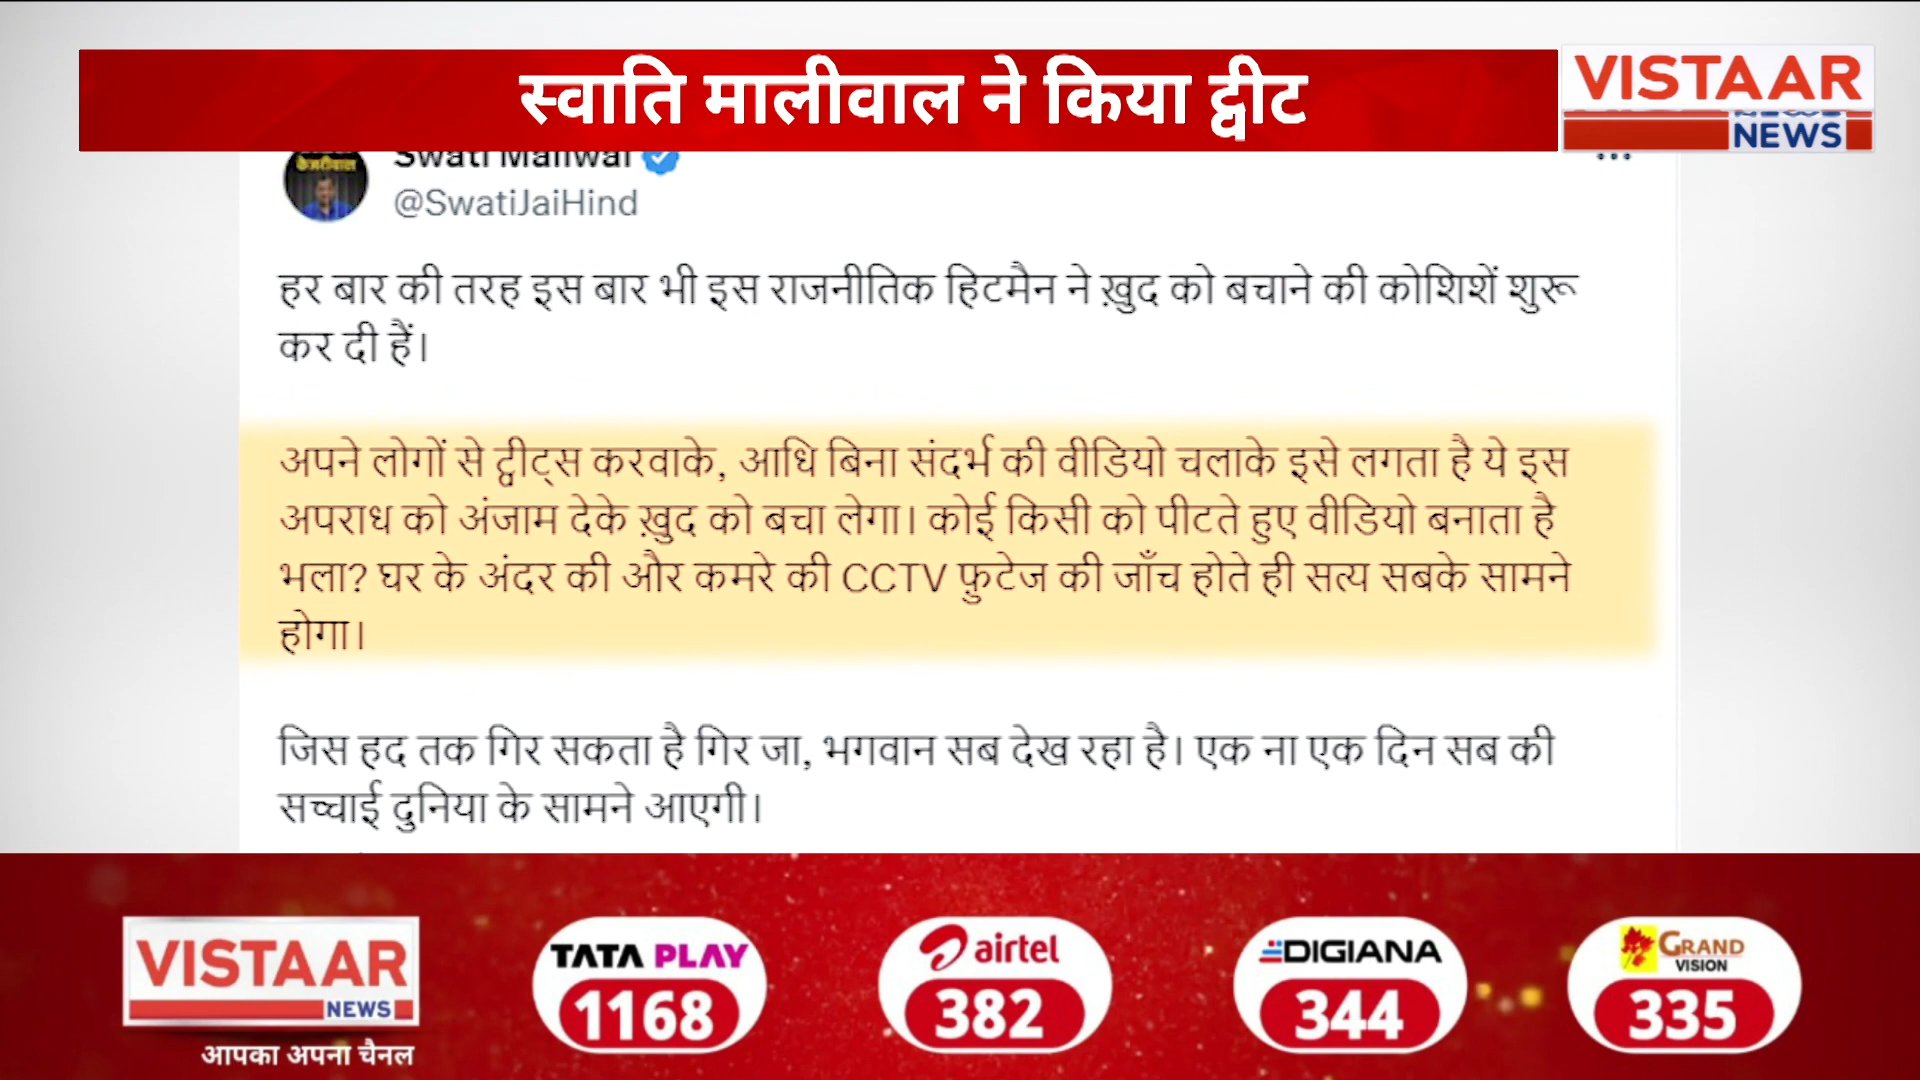 स्वाति मालीवाल ने किया ट्वीट
VISTAAR
NEWS
केजरीवाल
Swati Maliwal
@SwatiJaiHind
हर बार की तरह इस बार भी इस राजनीतिक हिटमैन ने ख़ुद को बचाने की कोशिशें शुरू
कर दी हैं।
अपने लोगों से ट्वीट्स करवाके, आधि बिना संदर्भ की वीडियो चलाके इसे लगता है ये इस
अपराध को अंजाम देके ख़ुद को बचा लेगा। कोई किसी को पीटते हुए वीडियो बनाता है
भला? घर के अंदर की और कमरे की CCTV फ़ुटेज की जाँच होते ही सत्य सबके सामने
होगा।
जिस हद तक गिर सकता है गिर जा, भगवान सब देख रहा है। एक ना एक दिन सब की
सच्चाई दुनिया के सामने आएगी।
VISTAAR
NEWS
आपका अपना चैनल
TATA PLAY
1168
airtel
382
DIGIANA
344
GRAND
VISION
335